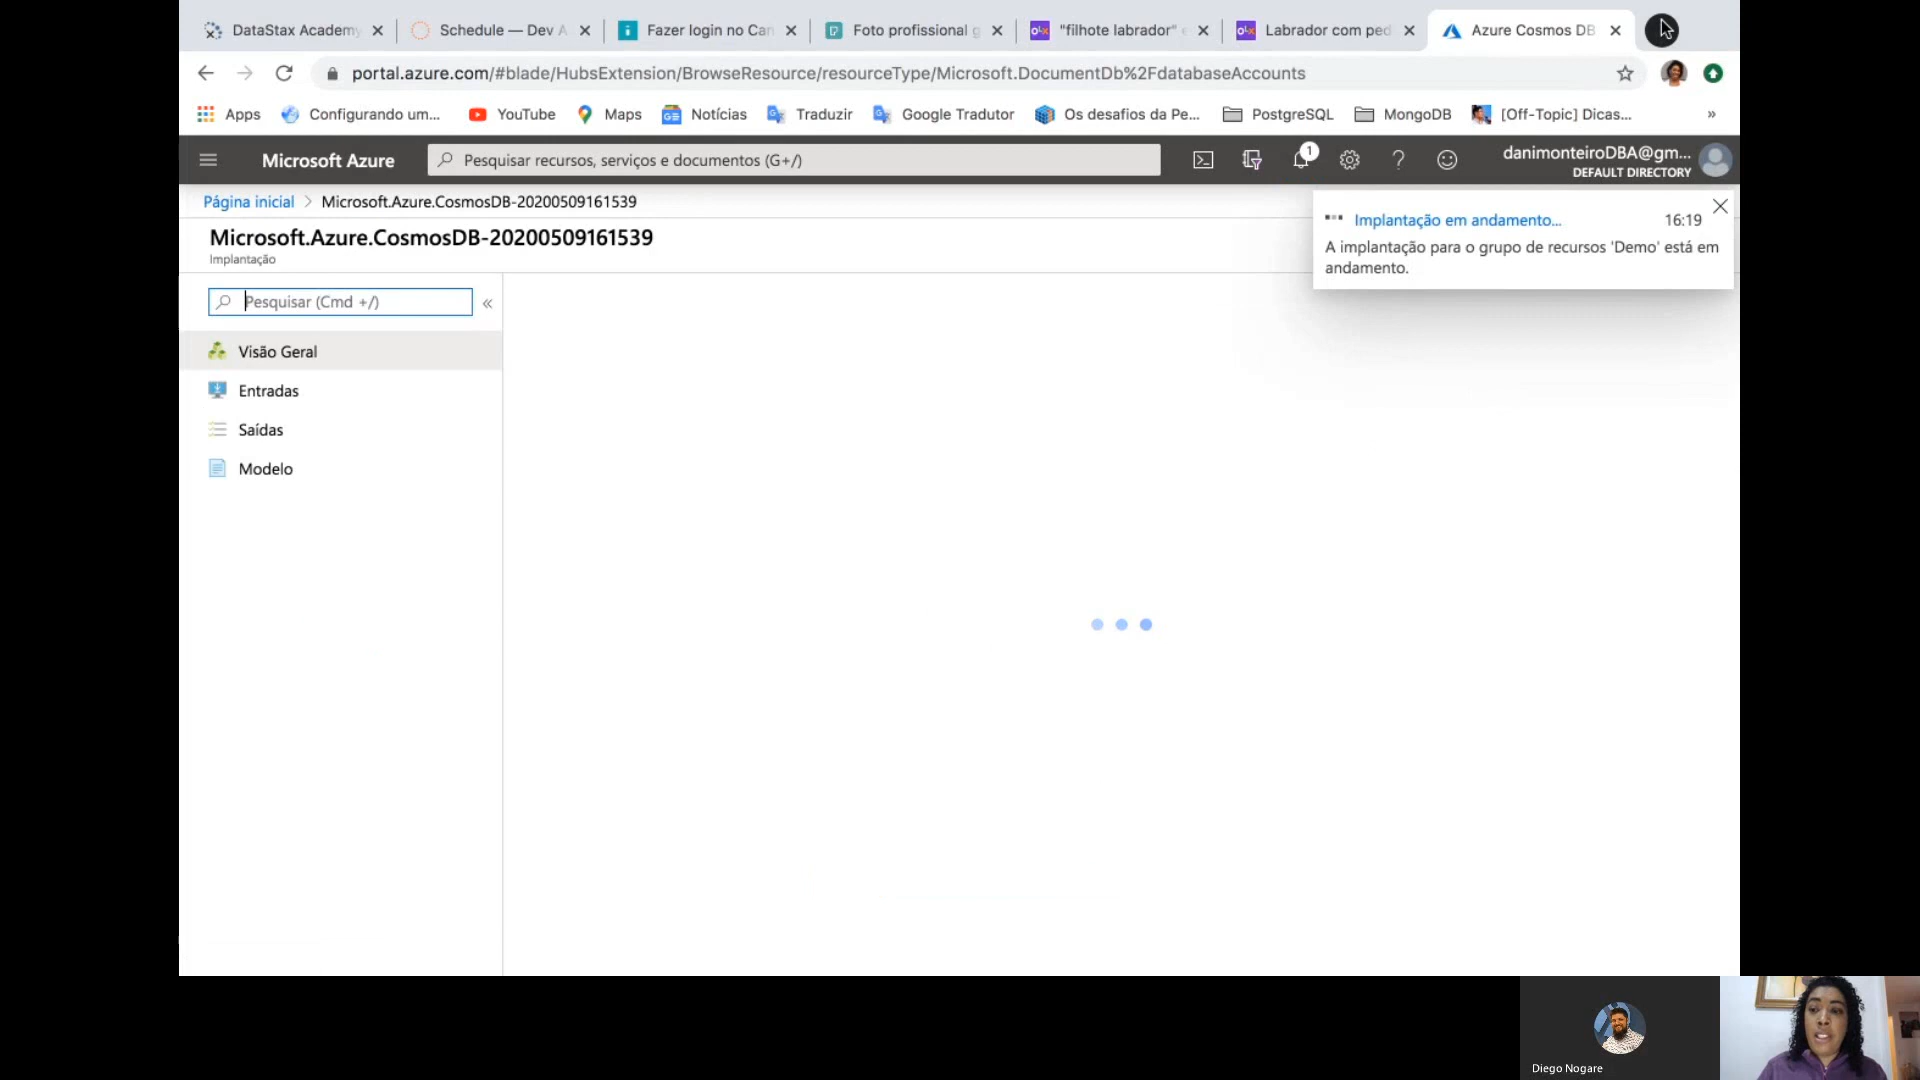 DataStax Academy
Schedule — Dev A
Fazer login no Can
Foto profissional g
"filhote labrador" e
Labrador com ped
Azure Cosmos DB
portal.azure.com/#blade/HubsExtension/BrowseResource/resourceType/Microsoft.DocumentDb%2FdatabaseAccounts
Apps
Configurando um...
YouTube
Maps
Notícias
Traduzir
Google Tradutor
Os desafios da Pe...
PostgreSQL
MongoDB
[Off-Topic] Dicas...
»
Microsoft Azure
Pesquisar recursos, serviços e documentos (G+/)
1
danimonteiroDBA@gm...
DEFAULT DIRECTORY
Página inicial > Microsoft.Azure.CosmosDB-20200509161539
Microsoft.Azure.CosmosDB-20200509161539
Implantação
Implantação em andamento... 16:19
A implantação para o grupo de recursos 'Demo' está em
andamento.
Pesquisar (Cmd +/)
«
Visão Geral
Entradas
Saídas
Modelo
Diego Nogare